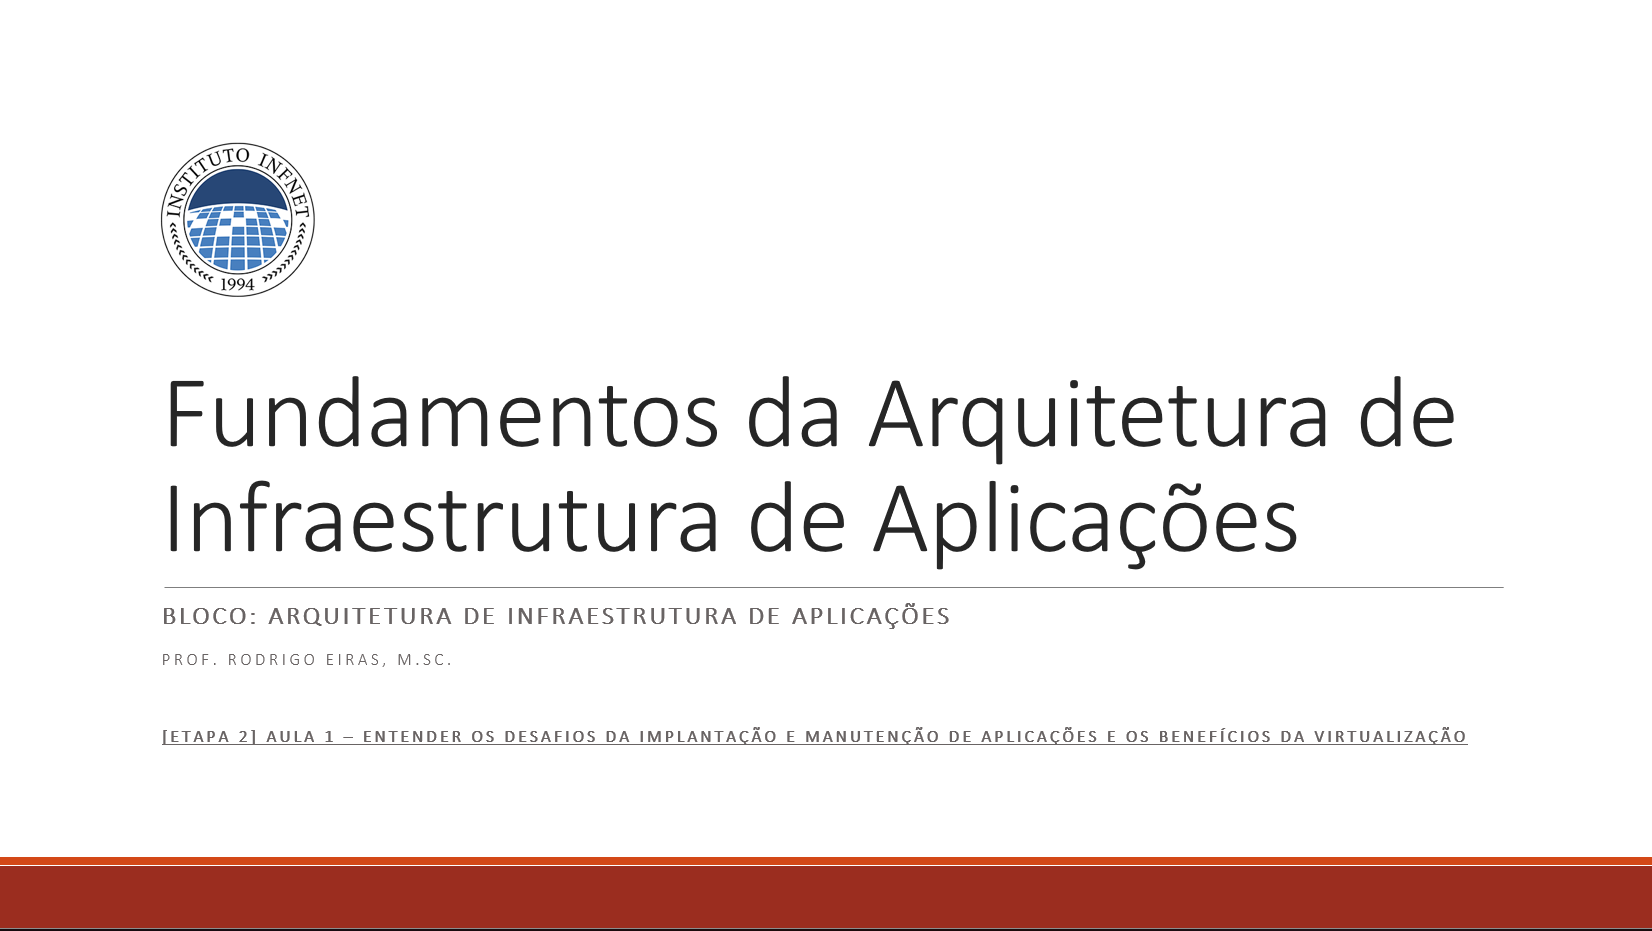 INSTITUTO INFNET
1994
Fundamentos da Arquitetura de
Infraestrutura de Aplicações
BLOCO: ARQUITETURA DE INFRAESTRUTURA DE APLICAÇÕES
PROF. RODRIGO EIRAS, M.SC.
[ETAPA 2] AULA 1 – ENTENDER OS DESAFIOS DA IMPLANTAÇÃO E MANUTENÇÃO DE APLICAÇÕES E OS BENEFÍCIOS DA VIRTUALIZAÇÃO